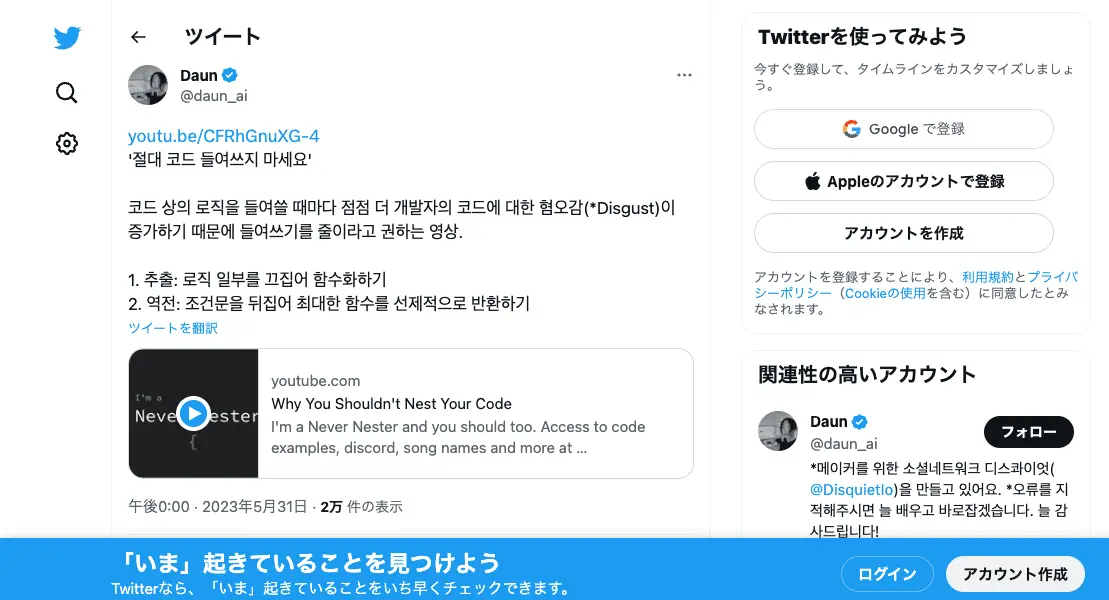 ツイート
Daun
@daun_ai
youtu.be/CFRhGnuXG-4
'절대 코드 들여쓰지 마세요'
코드 상의 로직을 들여쓸 때마다 점점 더 개발자의 코드에 대한 혐오감(*Disgust)이
증가하기 때문에 들여쓰기를 줄이라고 권하는 영상.
1. 추출: 로직 일부를 끄집어 함수화하기
2. 역전: 조건문을 뒤집어 최대한 함수를 선제적으로 반환하기
ツイートを翻訳
I'm a
Never Nester
{
youtube.com
Why You Shouldn't Nest Your Code
I'm a Never Nester and you should too. Access to code
examples, discord, song names and more at ...
午後0:00 · 2023年5月31日 · 2万 件の表示
Twitterを使ってみよう
今すぐ登録して、タイムラインをカスタマイズしましょ
う。
Google で登録
Appleのアカウントで登録
アカウントを作成
アカウントを登録することにより、利用規約とプライバ
シーポリシー（Cookieの使用を含む）に同意したとみ
なされます。
関連性の高いアカウント
Daun
@daun_ai
フォロー
*메이커를 위한 소셜네트워크 디스콰이엇(
@Disquietio)을 만들고 있어요. *오류를 지
적해주시면 늘 배우고 바로잡겠습니다. 늘 감
사드립니다!
「いま」起きていることを見つけよう
Twitterなら、「いま」起きていることをいち早くチェックできます。
ログイン
アカウント作成